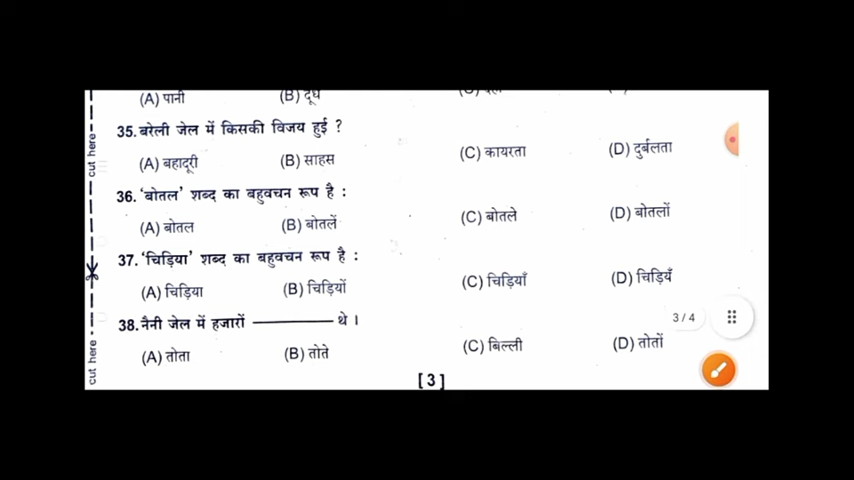 (A) पानी (B) दूध
35. बरेली जेल में किसकी विजय हुई ?
(A) बहादूरी (B) साहस (C) कायरता (D) दुर्बलता
36. 'बोतल' शब्द का बहुवचन रूप है :
(A) बोतल (B) बोतलें (C) बोतले (D) बोतलों
37. 'चिड़िया' शब्द का बहुवचन रूप है :
(A) चिड़िया (B) चिड़ियों (C) चिड़ियाँ (D) चिड़ियँ
38. नैनी जेल में हजारों ______ थे ।
(A) तोता (B) तोते (C) बिल्ली (D) तोतों
[ 3 ]
3 / 4
cut here
cut here